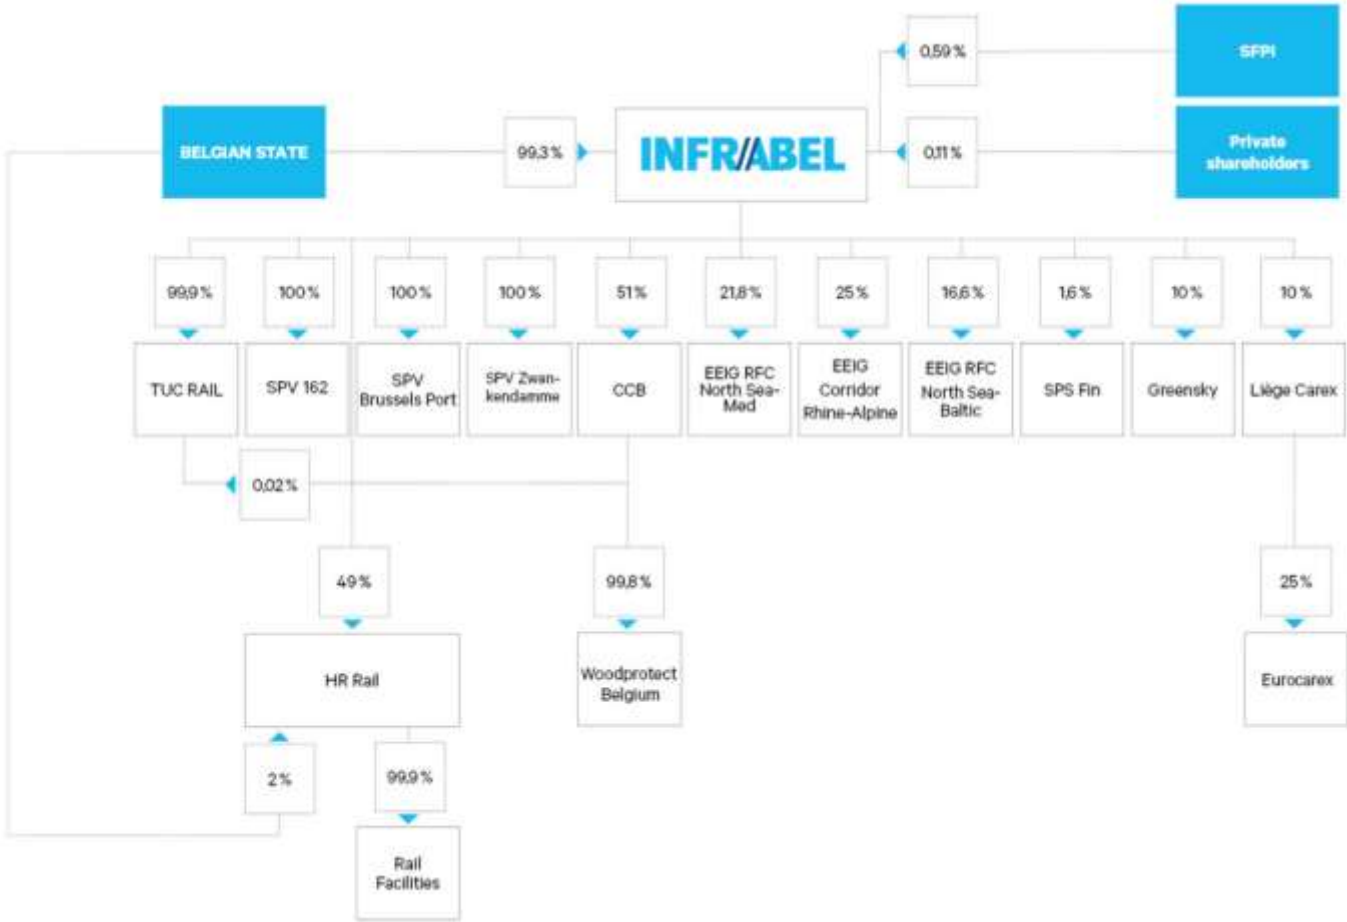 0,59%
SFPI
BELGIAN STATE
99,3%
INFRABEL
0,11%
Private
shareholders
99,9%
100%
100%
100%
51%
21,8%
25%
16,6%
1,6%
10%
10%
TUC RAIL
SPV 162
SPV
Brussels Port
SPV Zwan-
kendamme
CCB
EEIG RFC
North Sea-
Med
EEIG
Corridor
Rhine-Alpine
EEIG RFC
North Sea-
Baltic
SPS Fin
Greensky
Liège Carex
0,02%
49%
99,8%
25%
HR Rail
Woodprotect
Belgium
Eurocarex
2%
99,9%
Rail
Facilities